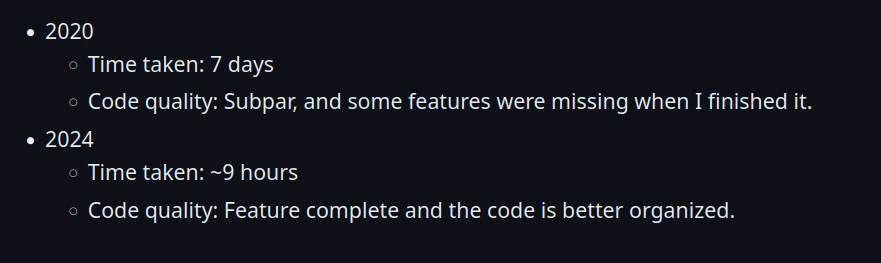 • 2020
○ Time taken: 7 days
○ Code quality: Subpar, and some features were missing when I finished it.
• 2024
○ Time taken: ~9 hours
○ Code quality: Feature complete and the code is better organized.